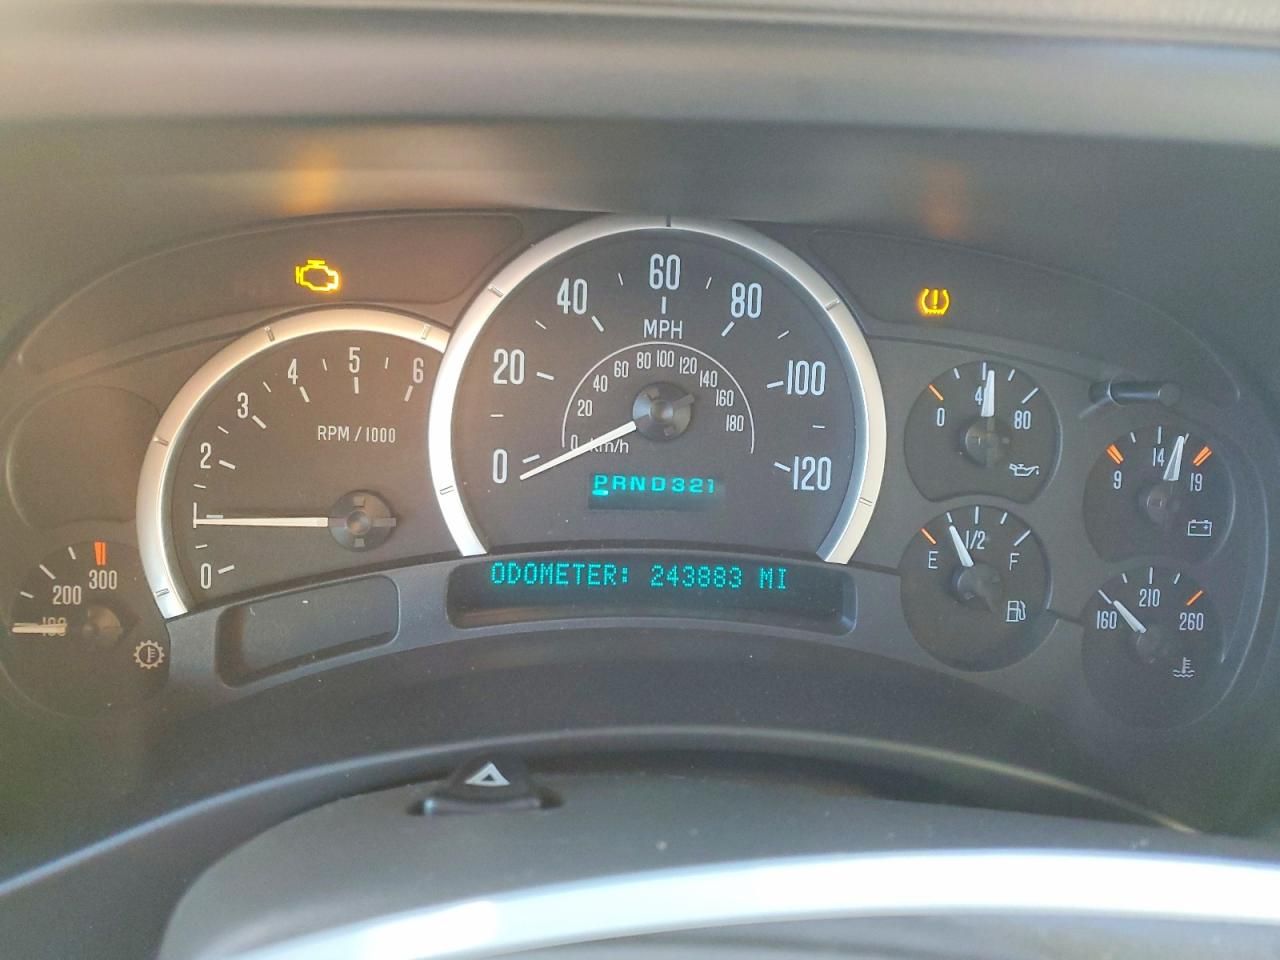 0 1 2 3 4 5 6
RPM / 1000
0 20 40 60 80 100 120
MPH
0 20 40 60 80 100 120 140 160 180
km/h
PRND321
ODOMETER: 243883 MI
200 300
0 4 80
9 14 19
E 1/2 F
160 210 260